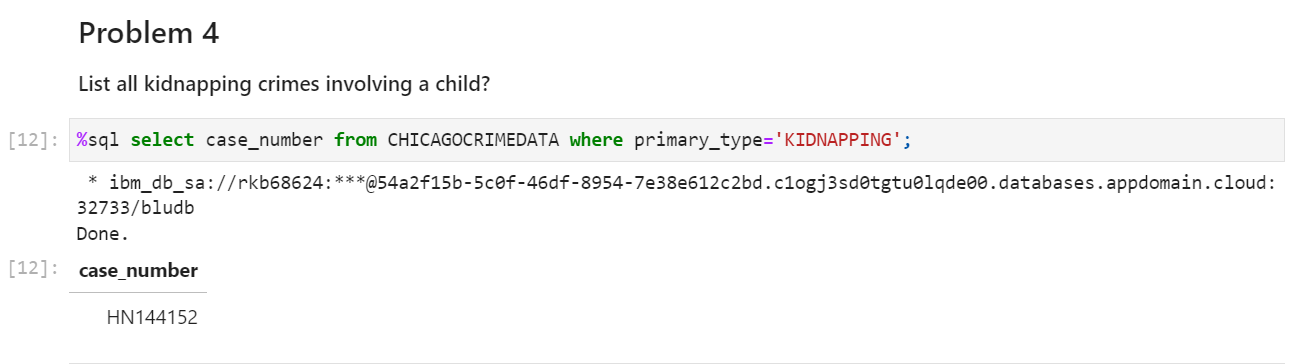 Problem 4
List all kidnapping crimes involving a child?
[12]: %sql select case_number from CHICAGOCRIMEDATA where primary_type='KIDNAPPING';
* ibm_db_sa://rkb68624:***@54a2f15b-5c0f-46df-8954-7e38e612c2bd.c1ogj3sd0tgtu0lqde00.databases.appdomain.cloud:
32733/bludb
Done.
[12]: case_number
HN144152